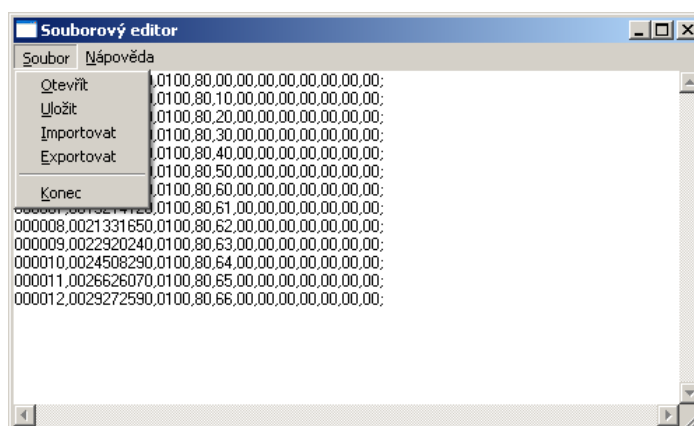 Souborový editor
Soubor Nápověda
Otevřít
Uložit
Importovat
Exportovat
Konec
,0100,80,00,00,00,00,00,00,00,00;
,0100,80,10,00,00,00,00,00,00,00;
,0100,80,20,00,00,00,00,00,00,00;
,0100,80,30,00,00,00,00,00,00,00;
,0100,80,40,00,00,00,00,00,00,00;
,0100,80,50,00,00,00,00,00,00,00;
,0100,80,60,00,00,00,00,00,00,00;
,0100,80,61,00,00,00,00,00,00,00;
000008,0021331650,0100,80,62,00,00,00,00,00,00,00;
000009,0022920240,0100,80,63,00,00,00,00,00,00,00;
000010,0024508290,0100,80,64,00,00,00,00,00,00,00;
000011,0026626070,0100,80,65,00,00,00,00,00,00,00;
000012,0029272590,0100,80,66,00,00,00,00,00,00,00;